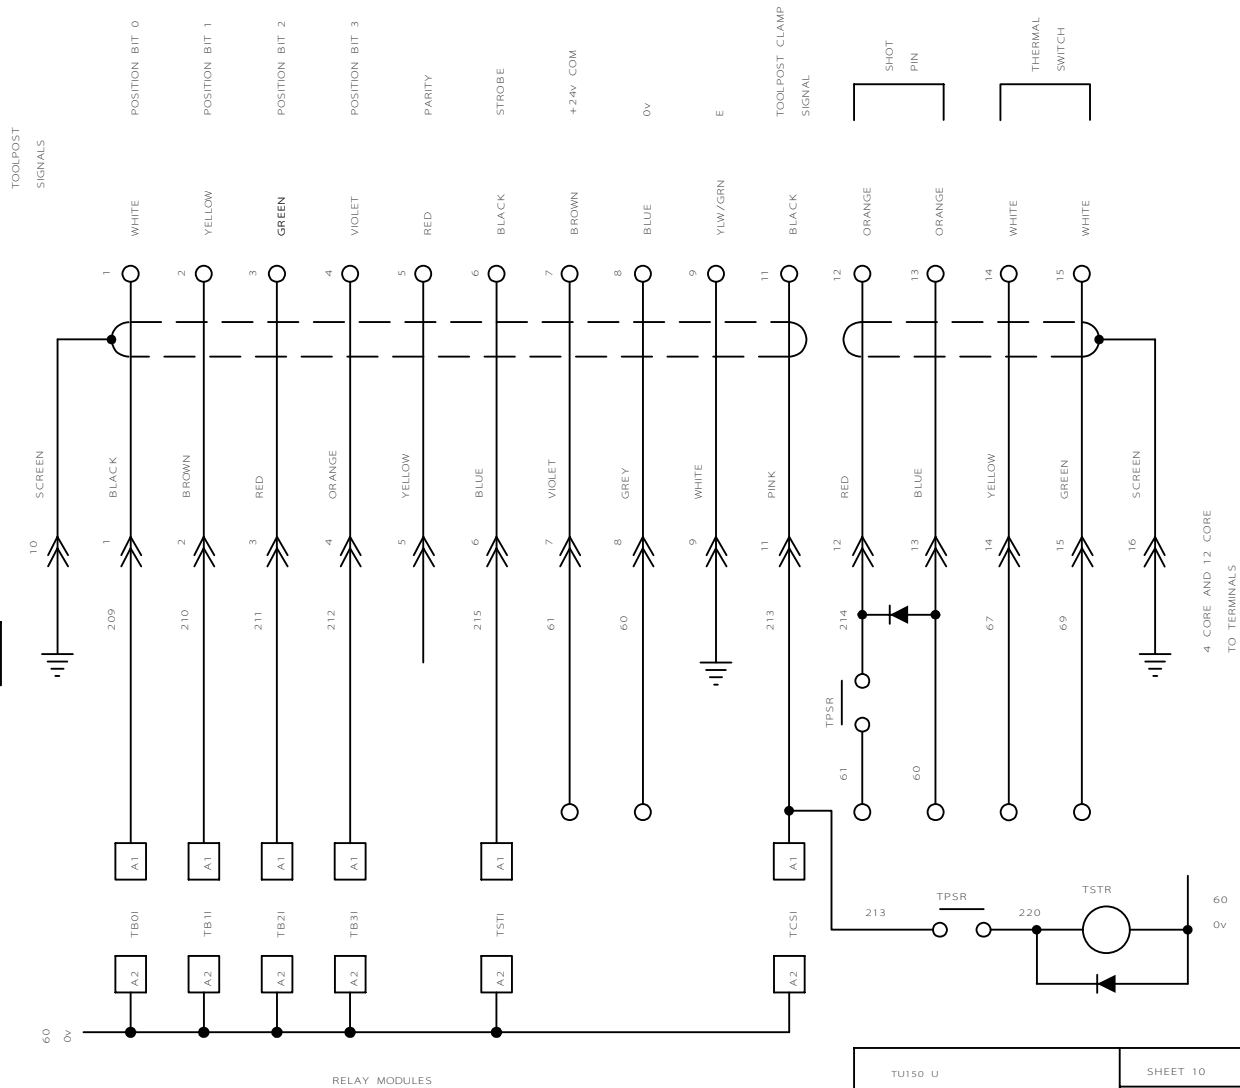 TOOLPOST
SIGNALS
POSITION BIT 0
POSITION BIT 1
POSITION BIT 2
POSITION BIT 3
PARITY
STROBE
+24v COM
0v
E
TOOLPOST CLAMP
SIGNAL
SHOT
PIN
THERMAL
SWITCH
WHITE
YELLOW
GREEN
VIOLET
RED
BLACK
BROWN
BLUE
YLW/GRN
BLACK
ORANGE
ORANGE
WHITE
WHITE
1
2
3
4
5
6
7
8
9
11
12
13
14
15
SCREEN
BLACK
BROWN
RED
ORANGE
YELLOW
BLUE
VIOLET
GREY
WHITE
PINK
RED
BLUE
YELLOW
GREEN
SCREEN
10
1
2
3
4
5
6
7
8
9
11
12
13
14
15
16
4 CORE AND 12 CORE
TO TERMINALS
209
210
211
212
215
61
60
213
214
67
69
TPSR
61
60
A1
A1
A1
A1
A1
A1
TB0I
TB1I
TB2I
TB3I
TSTI
TCSI
213
TPSR
220
TSTR
60
0v
A2
A2
A2
A2
A2
A2
60
0v
RELAY MODULES
TU150 U
SHEET 10